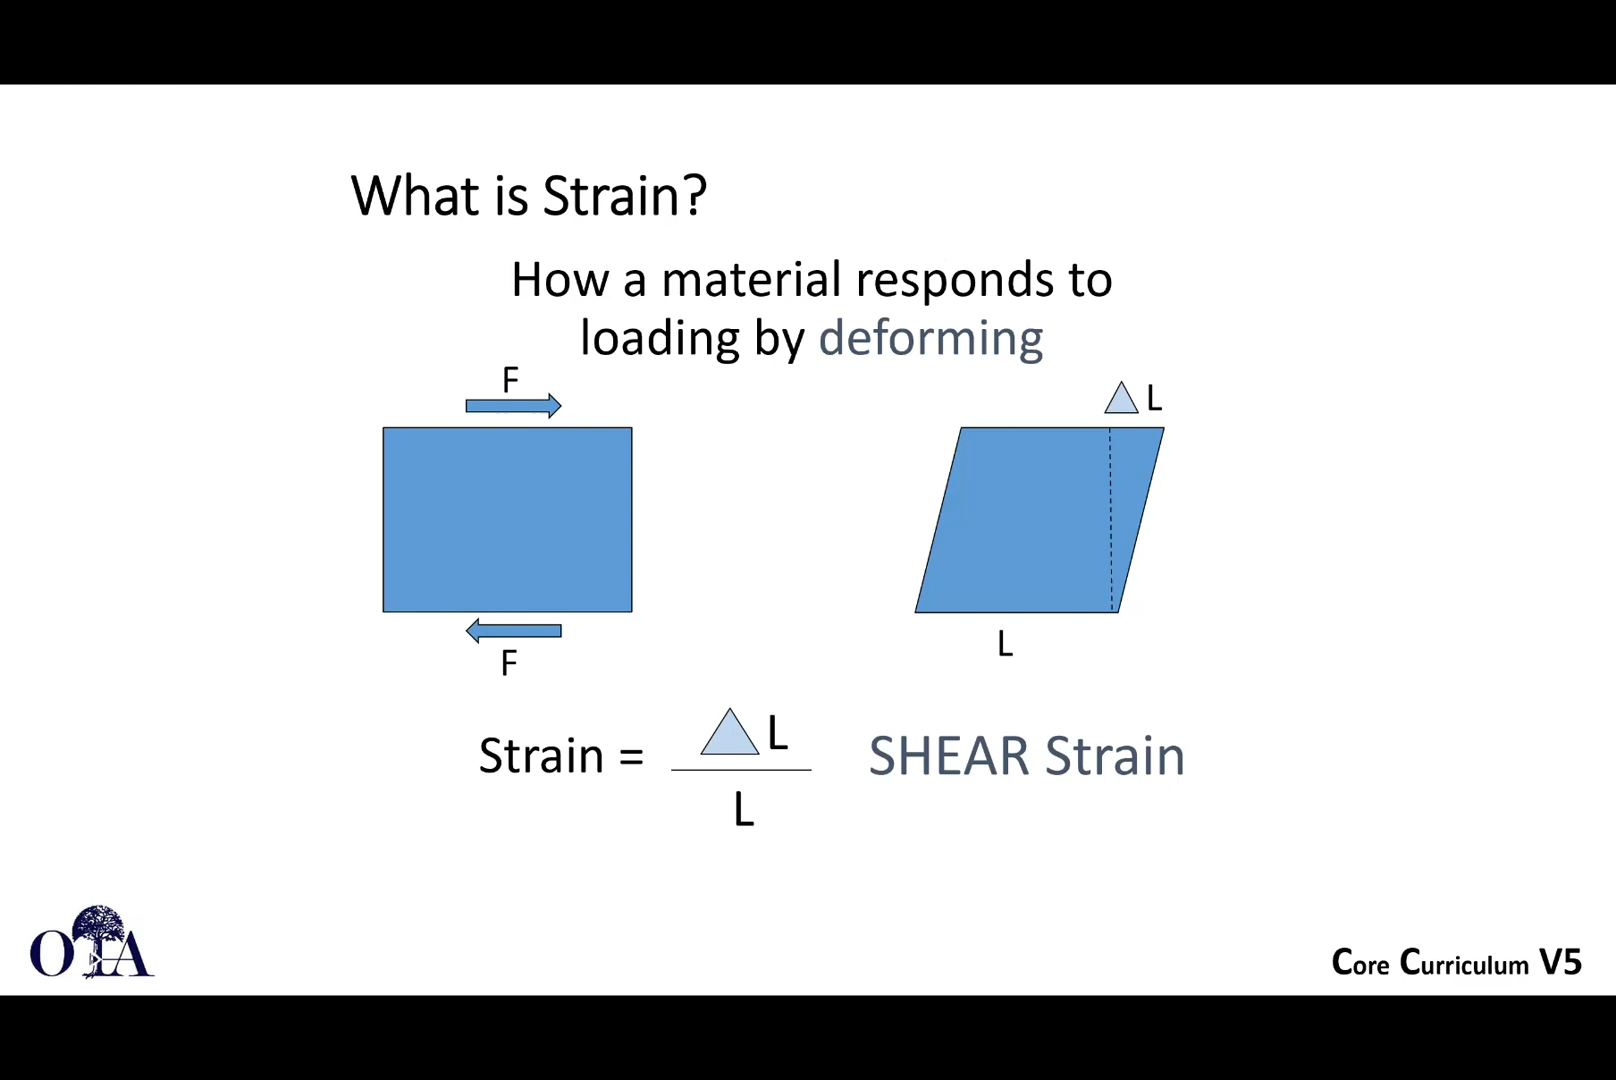 What is Strain?
How a material responds to
loading by deforming
F
L
F
L
Strain =
L
L
SHEAR Strain
OTA
Core Curriculum V5